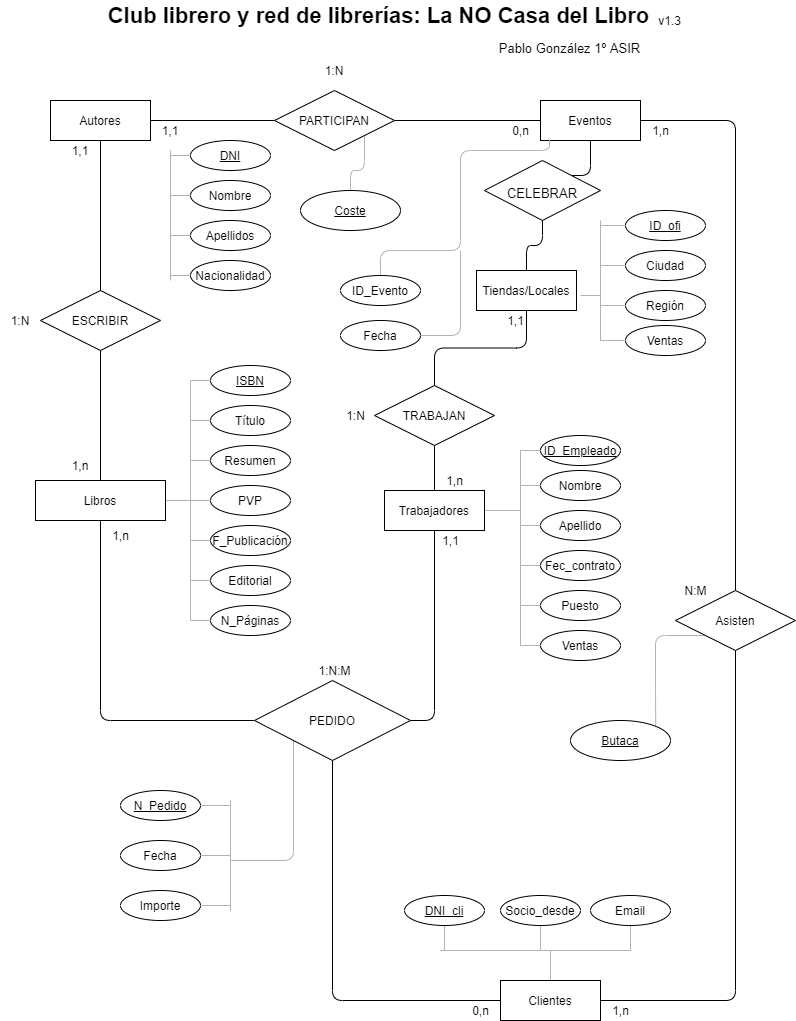 Club librero y red de librerías: La NO Casa del Libro v1.3
Pablo González 1º ASIR
1:N
Autores
PARTICIPAN
Eventos
1,1
0,n
1,n
1,1
DNI
Nombre
Apellidos
Nacionalidad
Coste
CELEBRAR
ID_Evento
Fecha
Tiendas/Locales
1,1
ID_ofi
Ciudad
Región
Ventas
1:N
ESCRIBIR
1:N
TRABAJAN
ISBN
Título
Resumen
PVP
F_Publicación
Editorial
N_Páginas
1,n
Libros
1,n
1,n
Trabajadores
1,1
ID_Empleado
Nombre
Apellido
Fec_contrato
Puesto
Ventas
N:M
Asisten
Butaca
1:N:M
PEDIDO
N_Pedido
Fecha
Importe
DNI_cli
Socio_desde
Email
Clientes
0,n
1,n